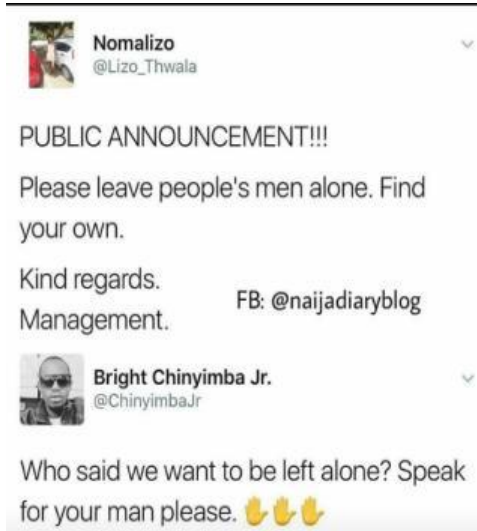 Nomalizo
@Lizo_Thwala
PUBLIC ANNOUNCEMENT!!!
Please leave people's men alone. Find
your own.
Kind regards.
Management.
FB: @naijadiaryblog
Bright Chinyimba Jr.
@ChinyimbaJr
Who said we want to be left alone? Speak
for your man please. ✋✋✋